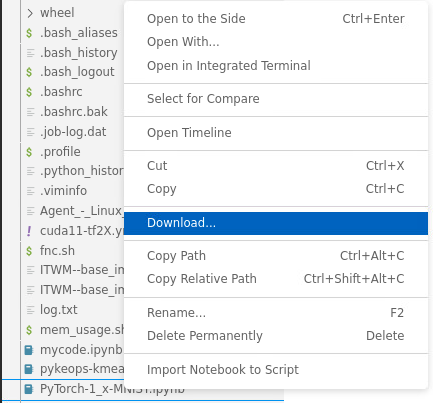 wheel
.bash_aliases
.bash_history
.bash_logout
.bashrc
.bashrc.bak
.job-log.dat
.profile
.python_histor
.viminfo
Agent_-_Linux_
cuda11-tf2X.y
fnc.sh
ITWM--base_im
ITWM--base_im
log.txt
mem_usage.sh
mycode.ipynb
pykeops-kmea
PyTorch-1_x-MNIST.ipynb
Open to the Side Ctrl+Enter
Open With...
Open in Integrated Terminal
Select for Compare
Open Timeline
Cut Ctrl+X
Copy Ctrl+C
Download...
Copy Path Ctrl+Alt+C
Copy Relative Path Ctrl+Shift+Alt+C
Rename... F2
Delete Permanently Delete
Import Notebook to Script